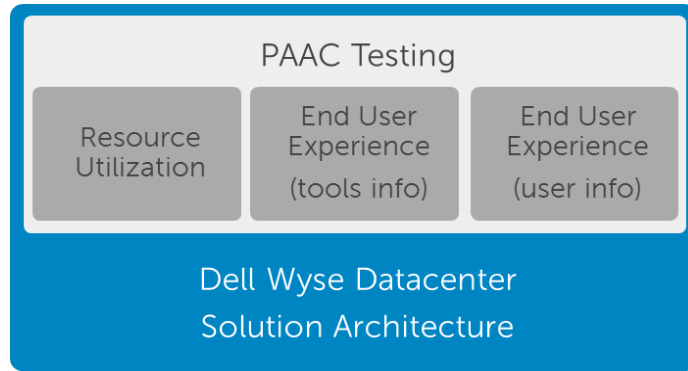 PAAC Testing
Resource
Utilization
End User
Experience
(tools info)
End User
Experience
(user info)
Dell Wyse Datacenter
Solution Architecture